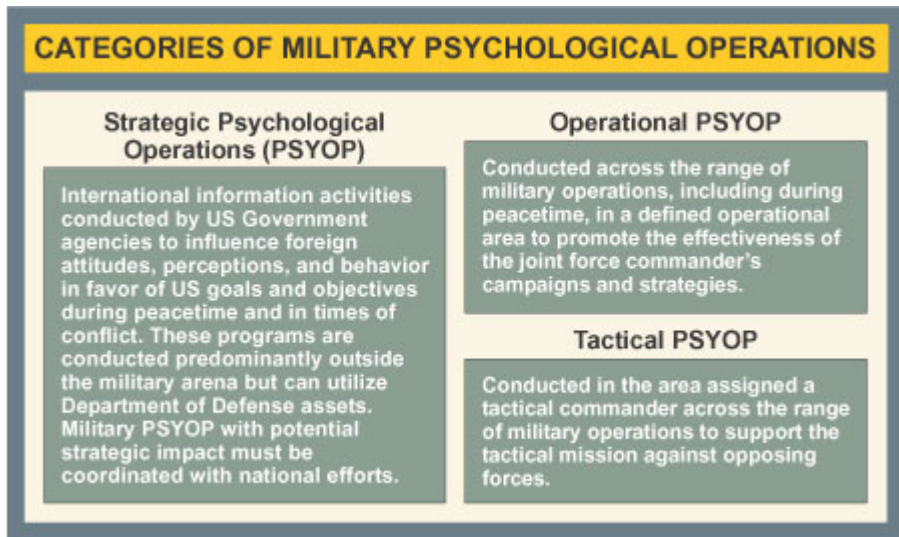 CATEGORIES OF MILITARY PSYCHOLOGICAL OPERATIONS
Strategic Psychological
Operations (PSYOP)
International information activities
conducted by US Government
agencies to influence foreign
attitudes, perceptions, and behavior
in favor of US goals and objectives
during peacetime and in times of
conflict. These programs are
conducted predominantly outside
the military arena but can utilize
Department of Defense assets.
Military PSYOP with potential
strategic impact must be
coordinated with national efforts.
Operational PSYOP
Conducted across the range of
military operations, including during
peacetime, in a defined operational
area to promote the effectiveness of
the joint force commander's
campaigns and strategies.
Tactical PSYOP
Conducted in the area assigned a
tactical commander across the range
of military operations to support the
tactical mission against opposing
forces.